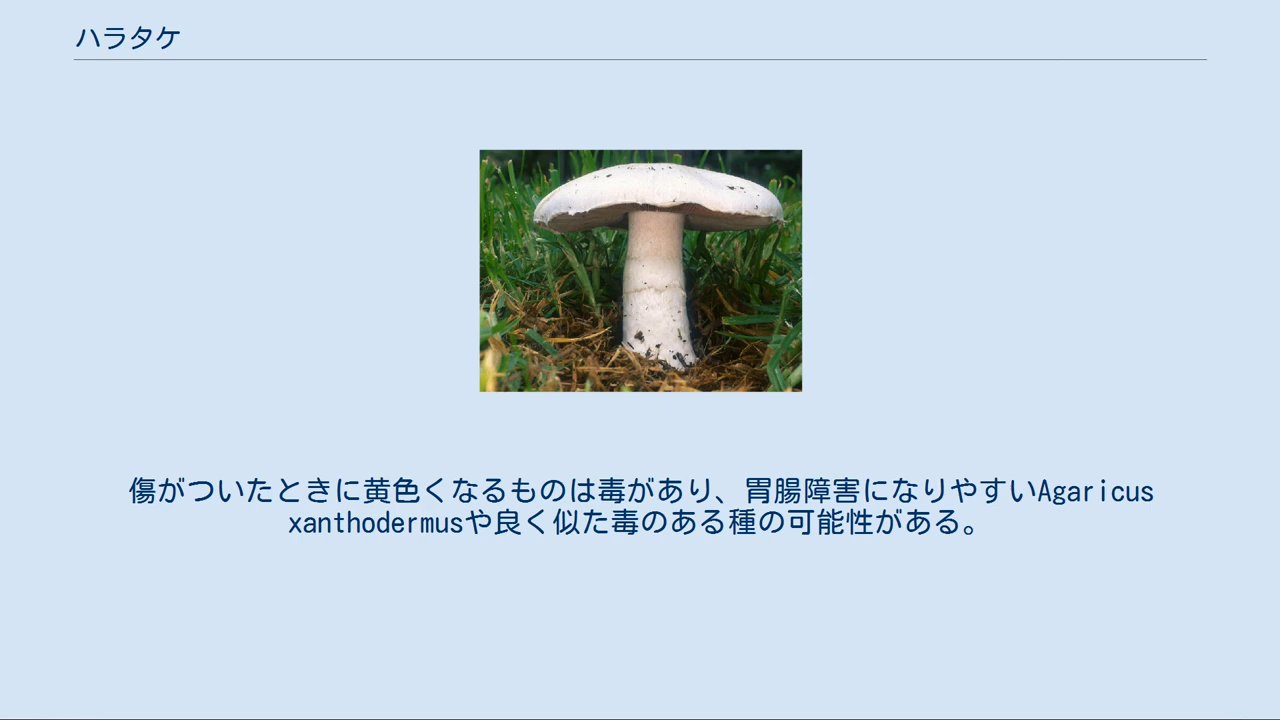 ハラタケ
傷がついたときに黄色くなるものは毒があり、胃腸障害になりやすいAgaricus
xanthodermusや良く似た毒のある種の可能性がある。